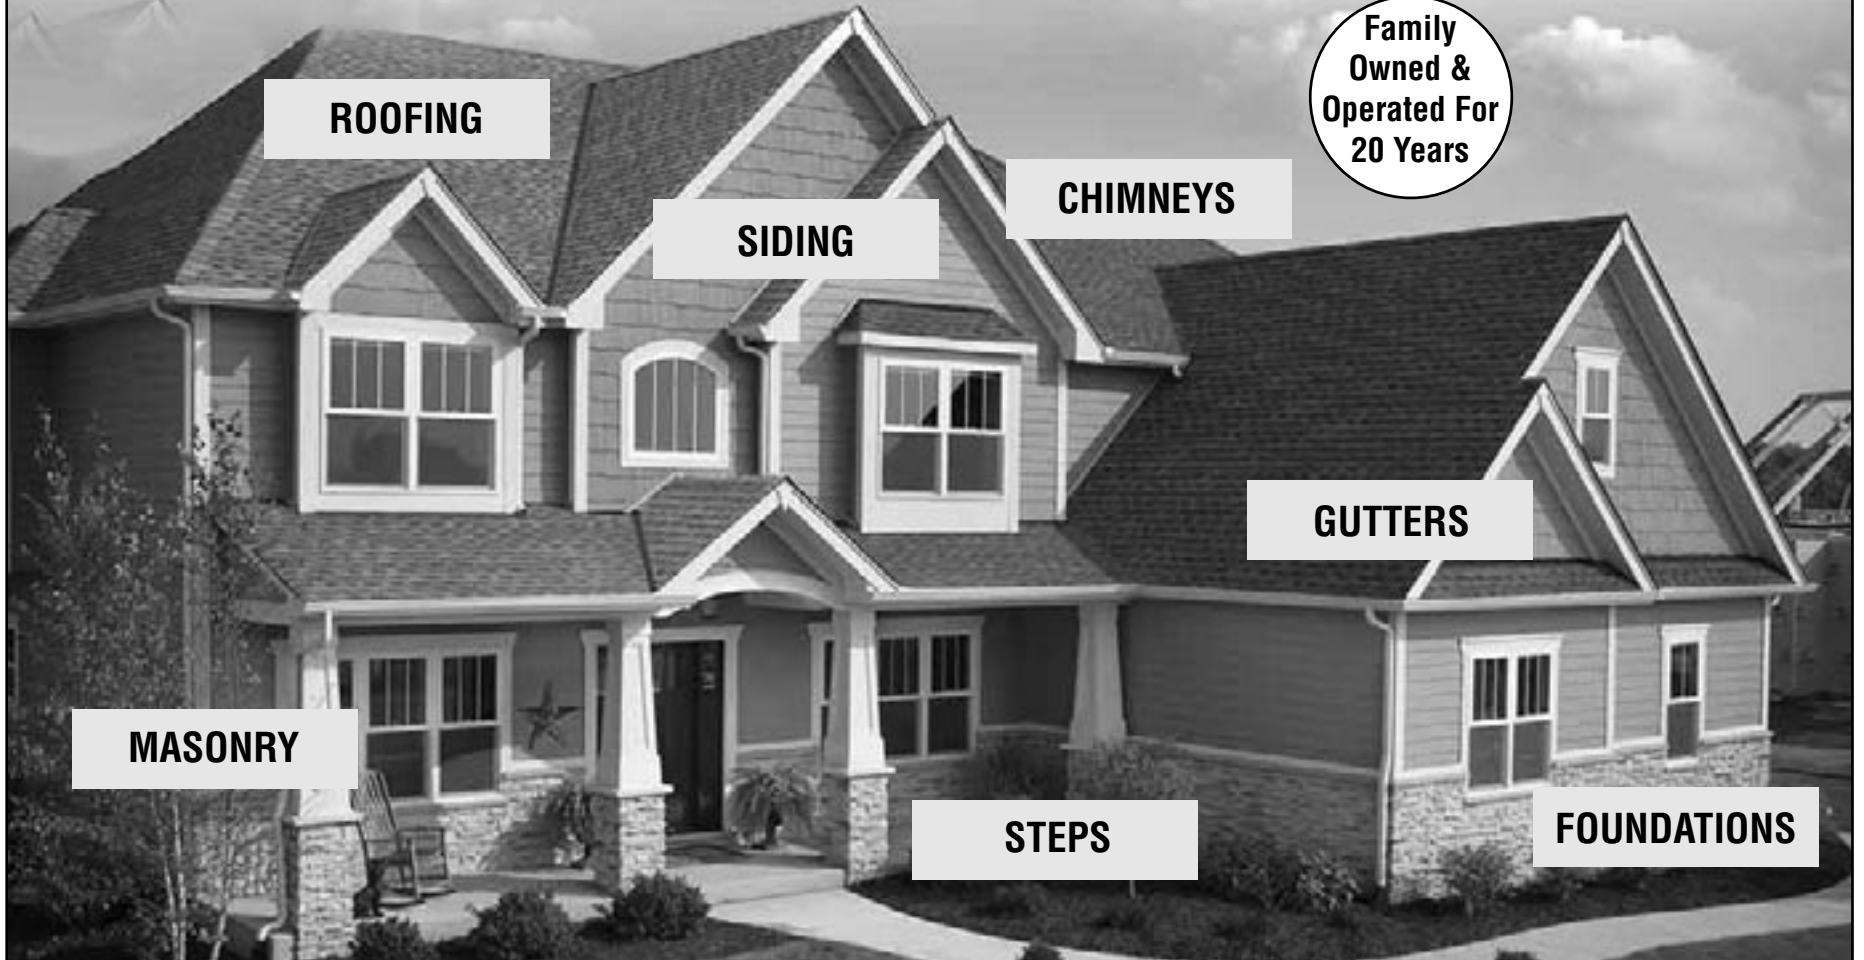 Family
Owned &
Operated For
20 Years
ROOFING
CHIMNEYS
SIDING
GUTTERS
MASONRY
STEPS
FOUNDATIONS